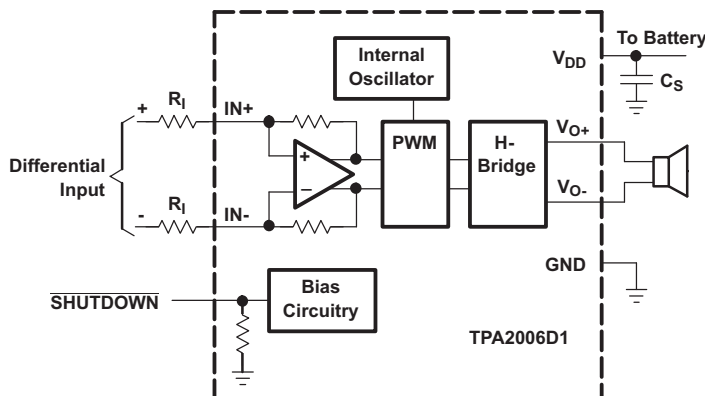 To Battery
Internal
Oscillator
VDD
CS
+ RI IN+
+
PWM
H-
Bridge
VO+
Differential
Input
VO-
-
- RI IN-
GND
SHUTDOWN
Bias
Circuitry
TPA2006D1